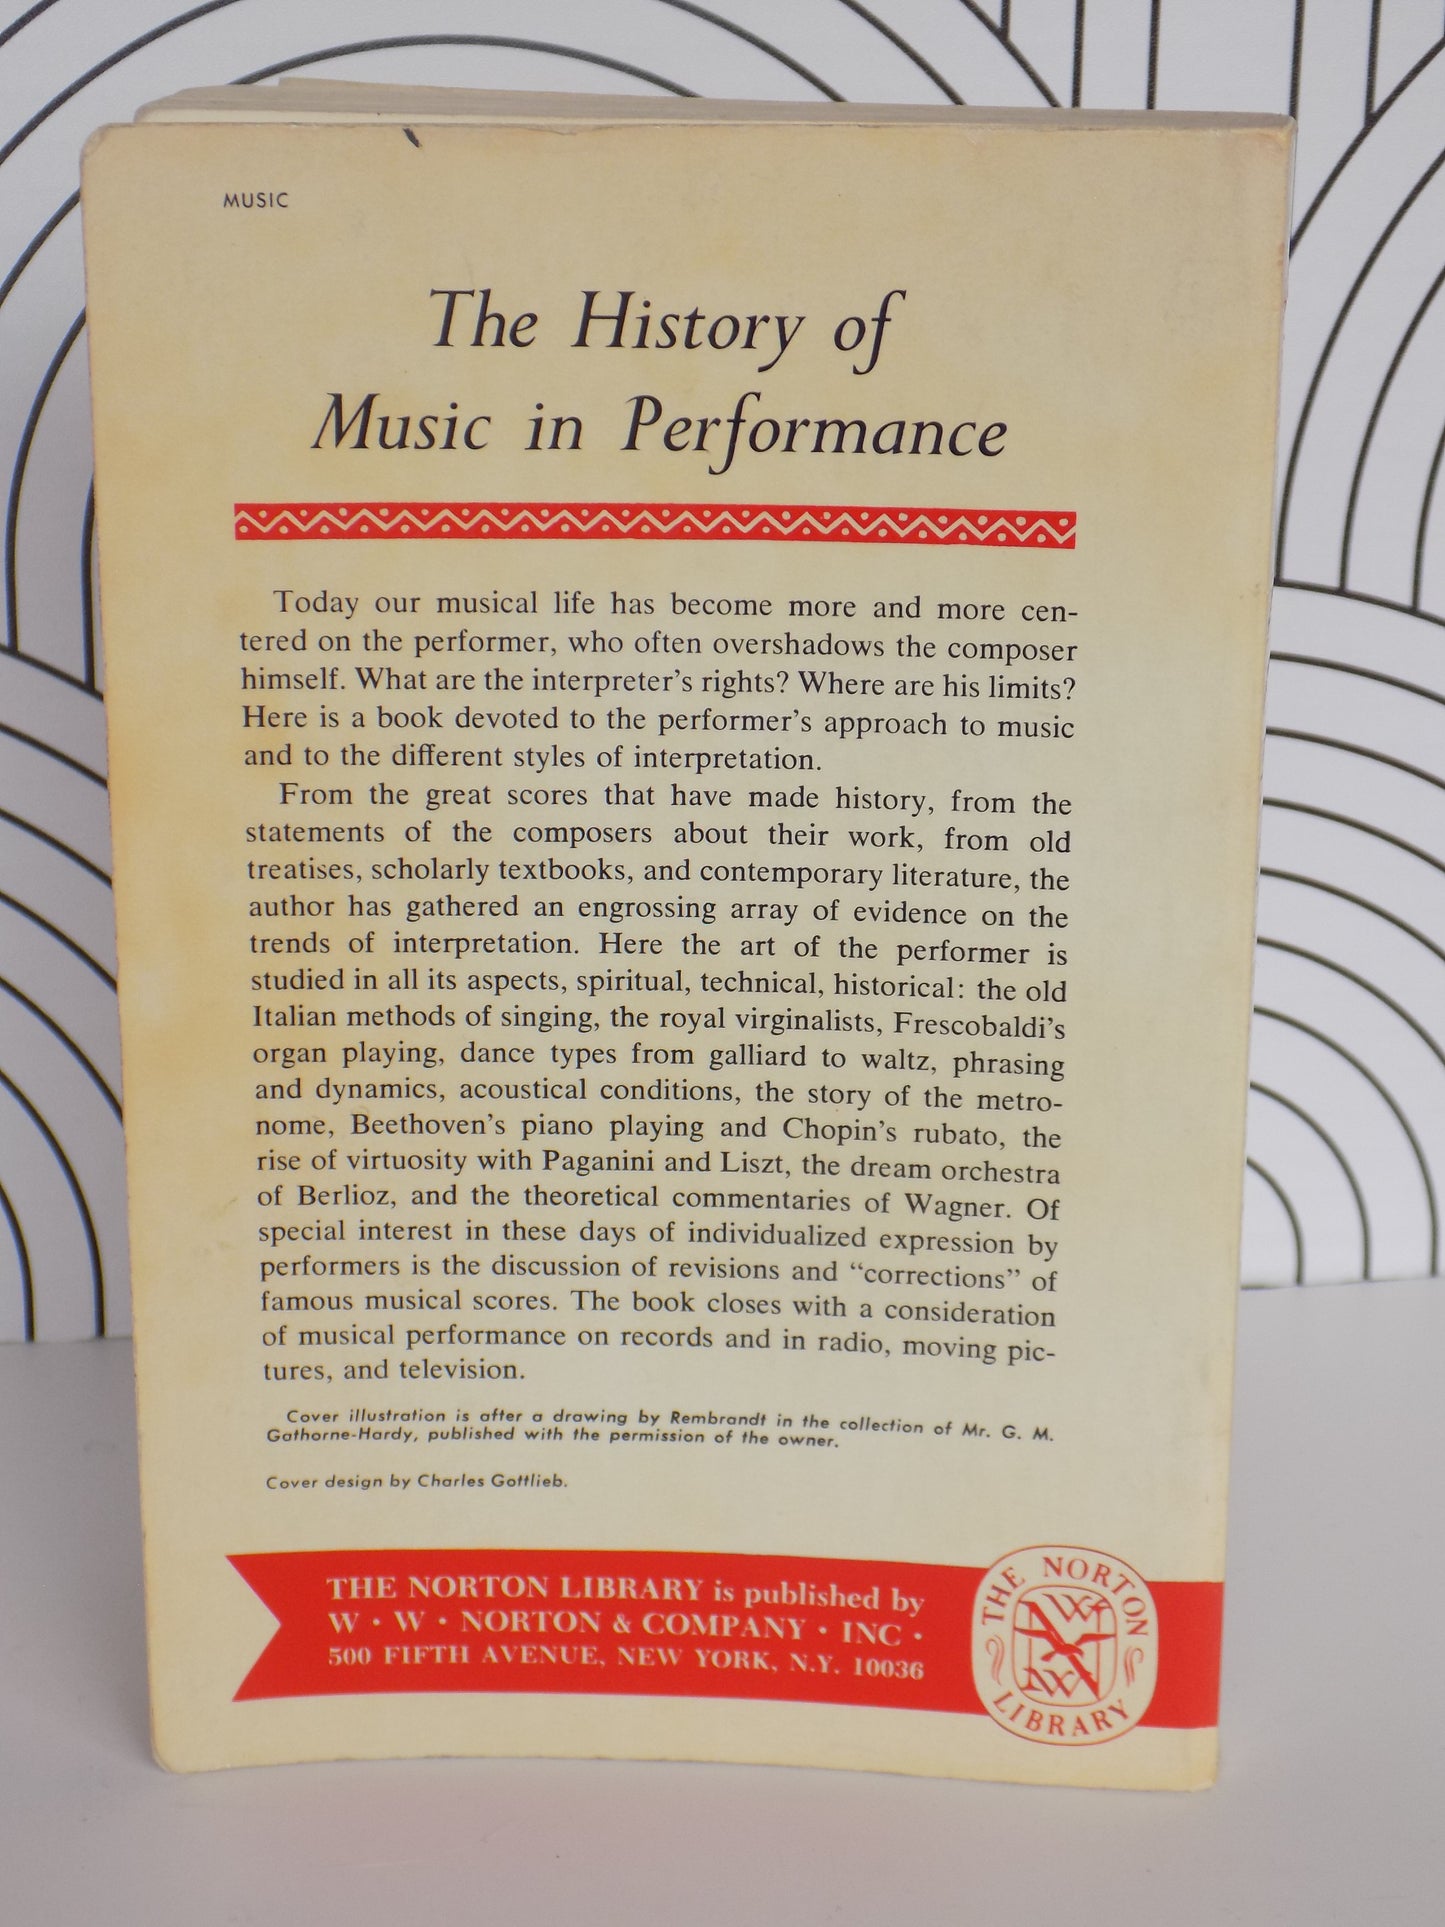 MUSIC
The History of
Music in Performance
Today our musical life has become more and more cen-
tered on the performer, who often overshadows the composer
himself. What are the interpreter's rights? Where are his limits?
Here is a book devoted to the performer's approach to music
and to the different styles of interpretation.
From the great scores that have made history, from the
statements of the composers about their work, from old
treatises, scholarly textbooks, and contemporary literature, the
author has gathered an engrossing array of evidence on the
trends of interpretation. Here the art of the performer is
studied in all its aspects, spiritual, technical, historical: the old
Italian methods of singing, the royal virginalists, Frescobaldi's
organ playing, dance types from galliard to waltz, phrasing
and dynamics, acoustical conditions, the story of the metro-
nome, Beethoven's piano playing and Chopin's rubato, the
rise of virtuosity with Paganini and Liszt, the dream orchestra
of Berlioz, and the theoretical commentaries of Wagner. Of
special interest in these days of individualized expression by
performers is the discussion of revisions and “corrections” of
famous musical scores. The book closes with a consideration
of musical performance on records and in radio, moving pic-
tures, and television.
Cover illustration is after a drawing by Rembrandt in the collection of Mr. G. M.
Gathorne-Hardy, published with the permission of the owner.
Cover design by Charles Gottlieb.
THE NORTON LIBRARY is published by
W • W • NORTON & COMPANY • INC •
500 FIFTH AVENUE, NEW YORK, N.Y. 10036
THE NORTON
WW
NW
LIBRARY